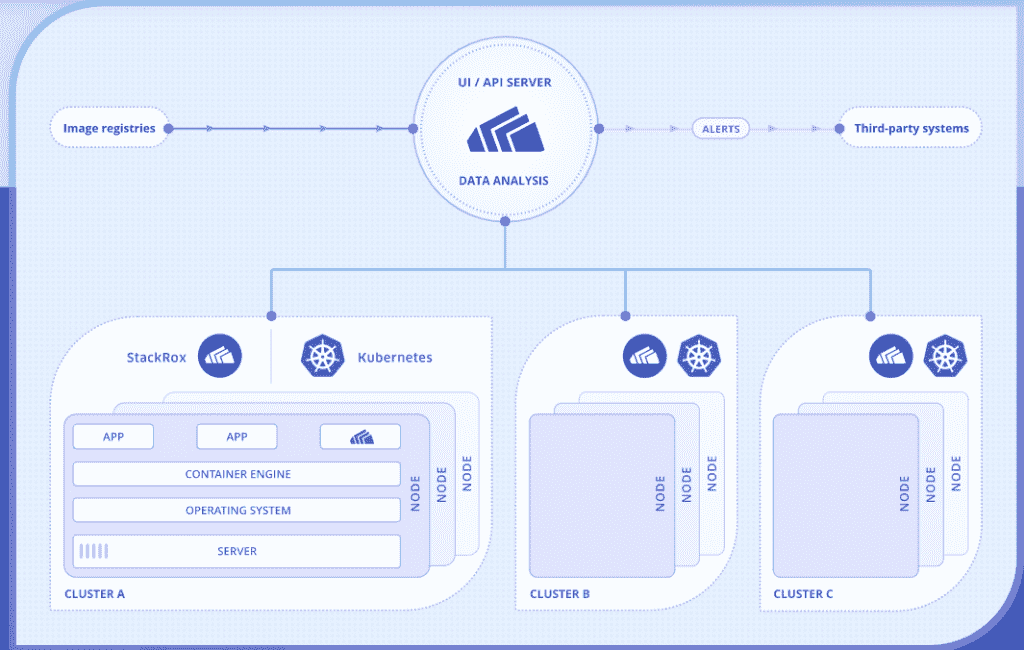 UI / API SERVER
Image registries
ALERTS
Third-party systems
DATA ANALYSIS
StackRox
Kubernetes
APP
APP
CONTAINER ENGINE
OPERATING SYSTEM
SERVER
NODE
NODE
NODE
CLUSTER A
NODE
NODE
NODE
CLUSTER B
NODE
NODE
NODE
CLUSTER C